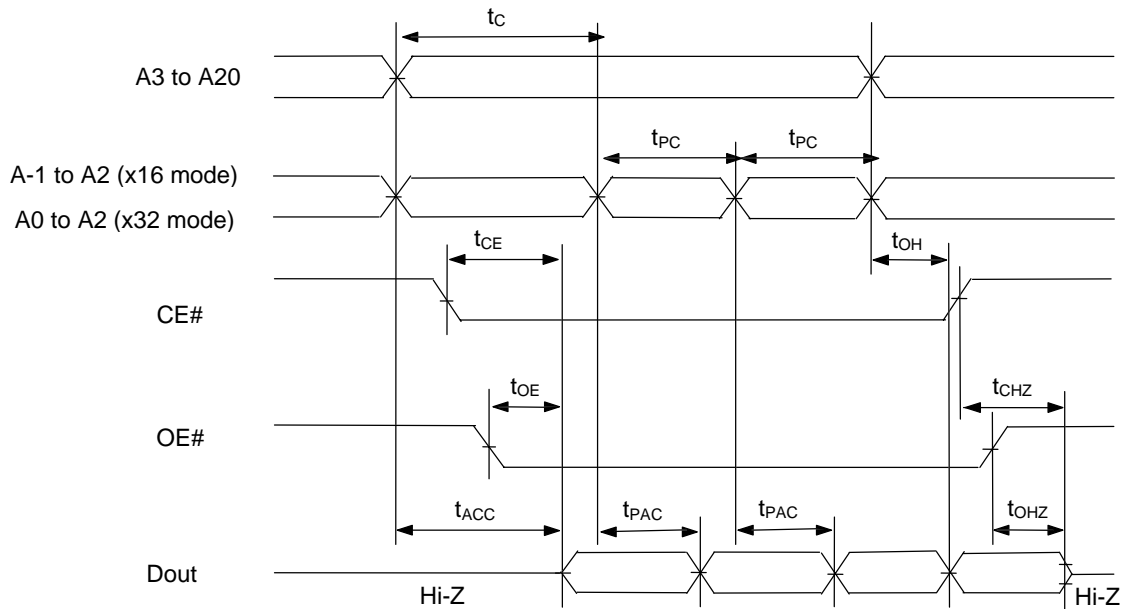 tC
A3 to A20
tPC tPC
A-1 to A2 (x16 mode)
A0 to A2 (x32 mode)
tCE tOH
CE#
tOE tCHZ
OE#
tACC tPAC tPAC tOHZ
Dout
Hi-Z Hi-Z